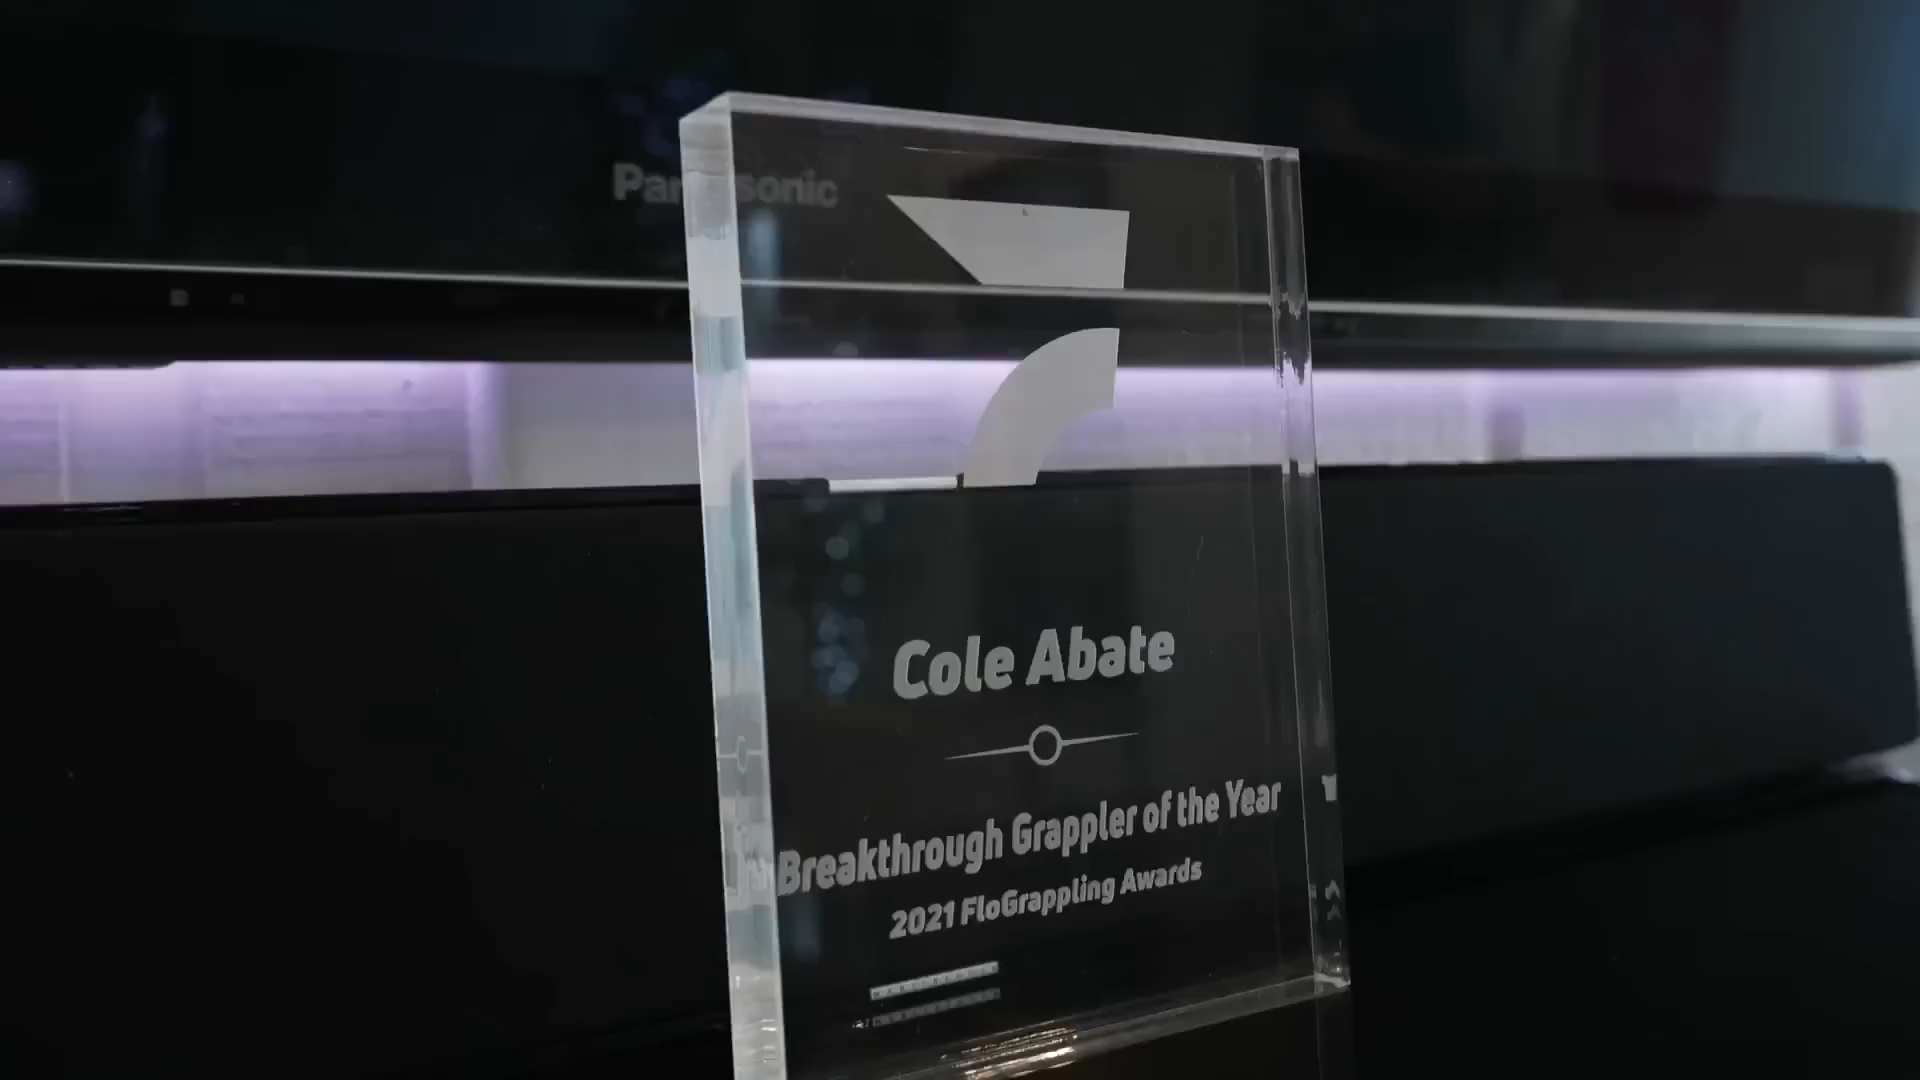 Panasonic
Cole Abate
Breakthrough Grappler of the Year
2021 FloGrappling Awards